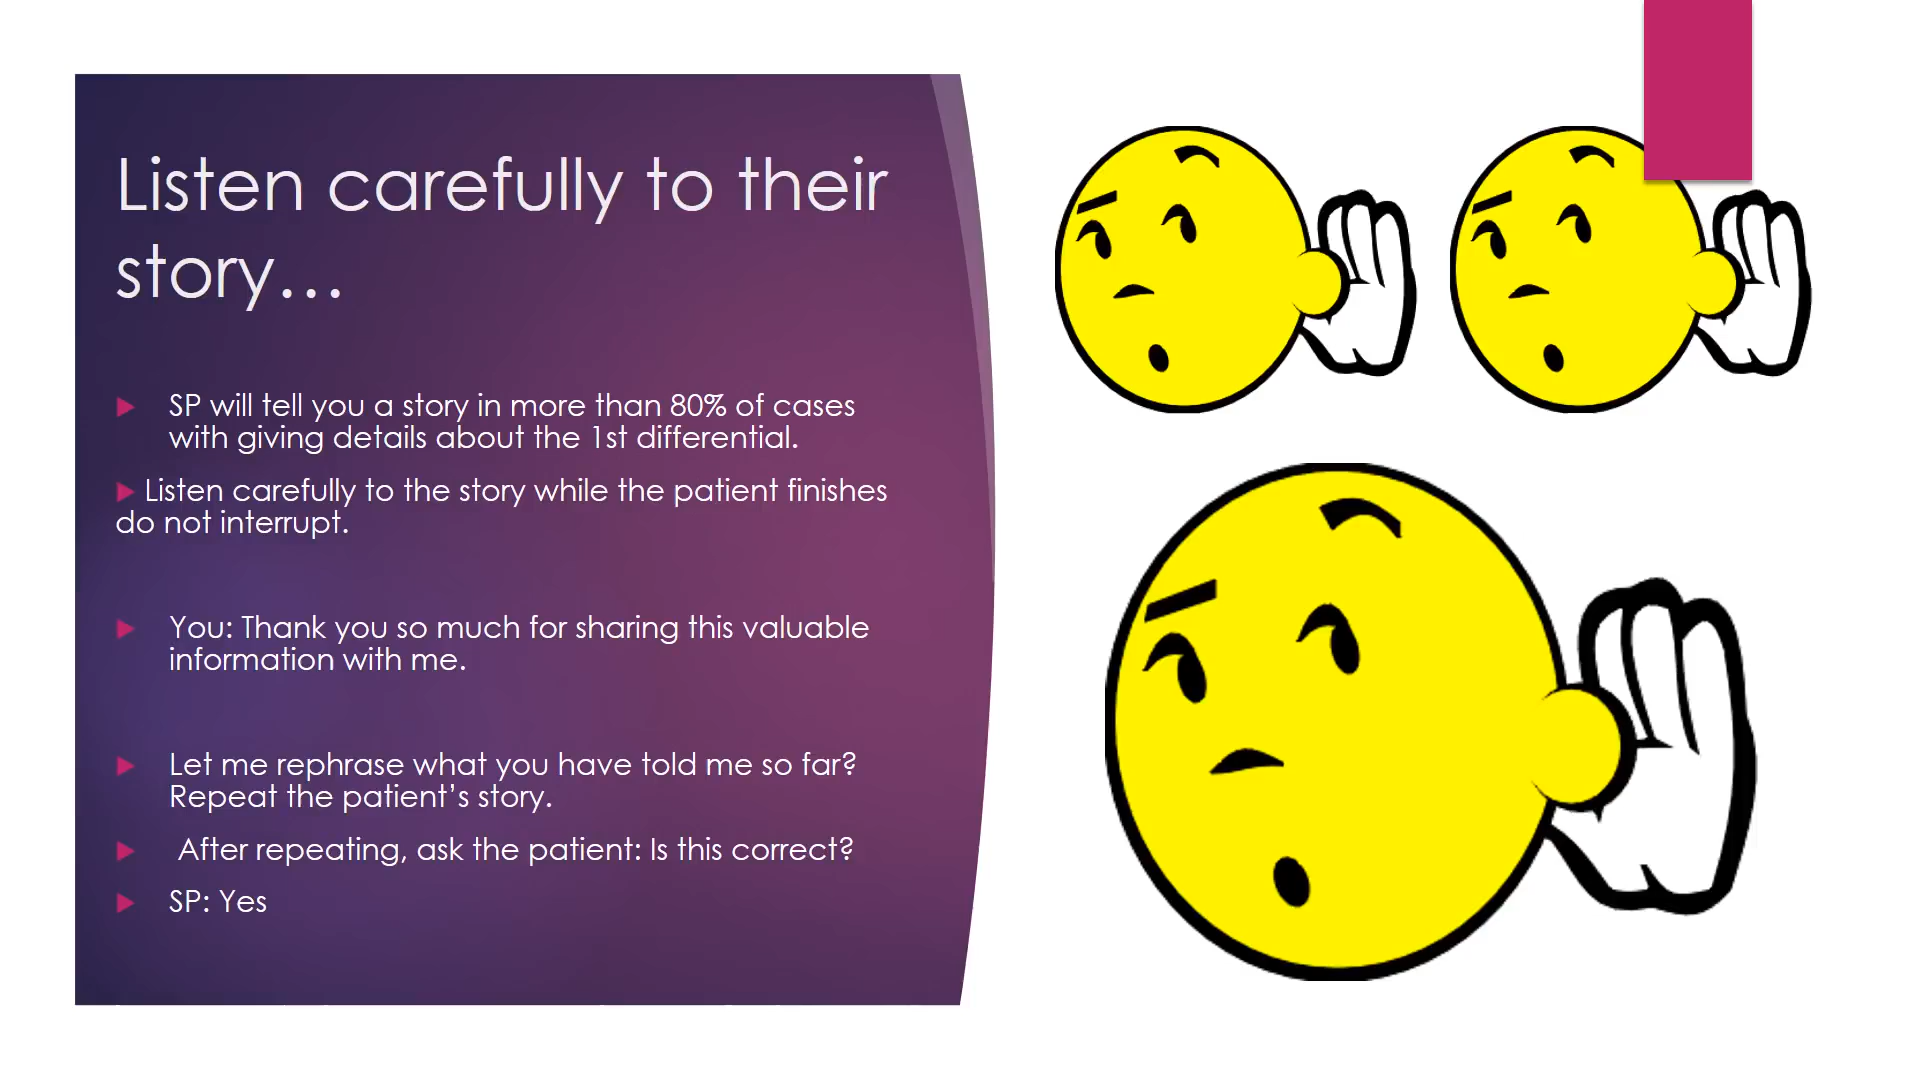 Listen carefully to their
story…
SP will tell you a story in more than 80% of cases
with giving details about the 1st differential.
Listen carefully to the story while the patient finishes
do not interrupt.
You: Thank you so much for sharing this valuable
information with me.
Let me rephrase what you have told me so far?
Repeat the patient’s story.
After repeating, ask the patient: Is this correct?
SP: Yes